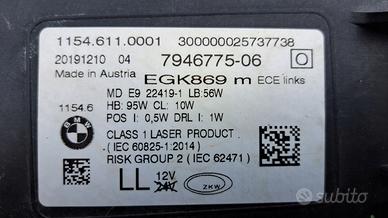 1154.611.0001 300000025737738
20191210 04 7946775-06
Made in Austria EGK869 m ECE links
MD E9 22419-1 LB:56W
1154.6 HB: 95W CL: 10W
POS I : 0,5W DRL I : 1W
BMW
CLASS 1 LASER PRODUCT
( IEC 60825-1:2014 )
RISK GROUP 2 ( IEC 62471 )
LL 12V
24V
ZKW
subito